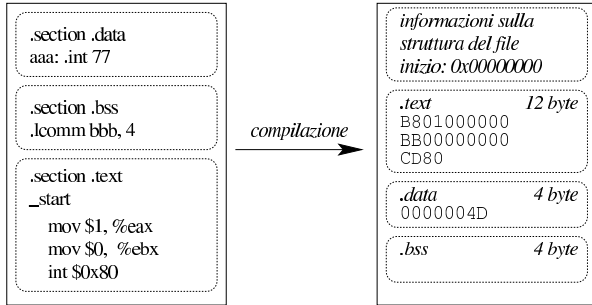 .section .data
aaa: .int 77
.section .bss
.lcomm bbb, 4
.section .text
_start
mov $1, %eax
mov $0, %ebx
int $0x80
compilazione
informazioni sulla
struttura del file
inizio: 0x00000000
.text 12 byte
B801000000
BB00000000
CD80
.data 4 byte
0000004D
.bss 4 byte